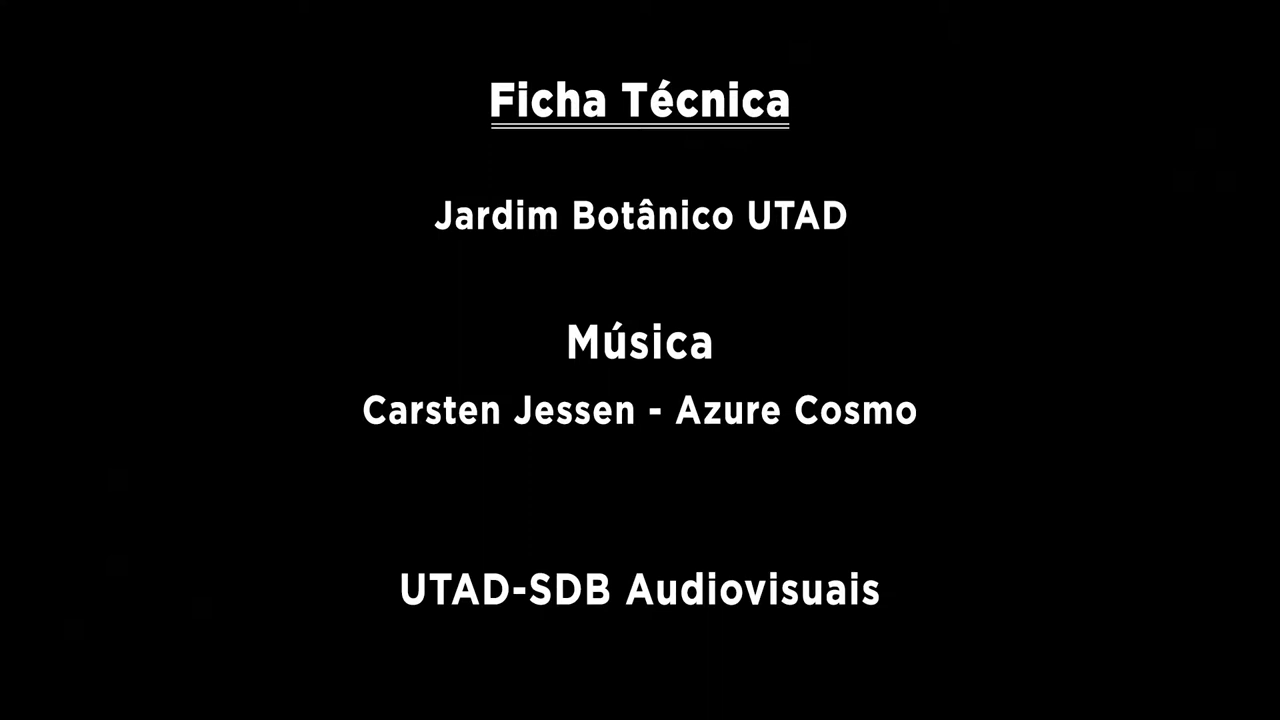 Ficha Técnica
Jardim Botânico UTAD
Música
Carsten Jessen - Azure Cosmo
UTAD-SDB Audiovisuais